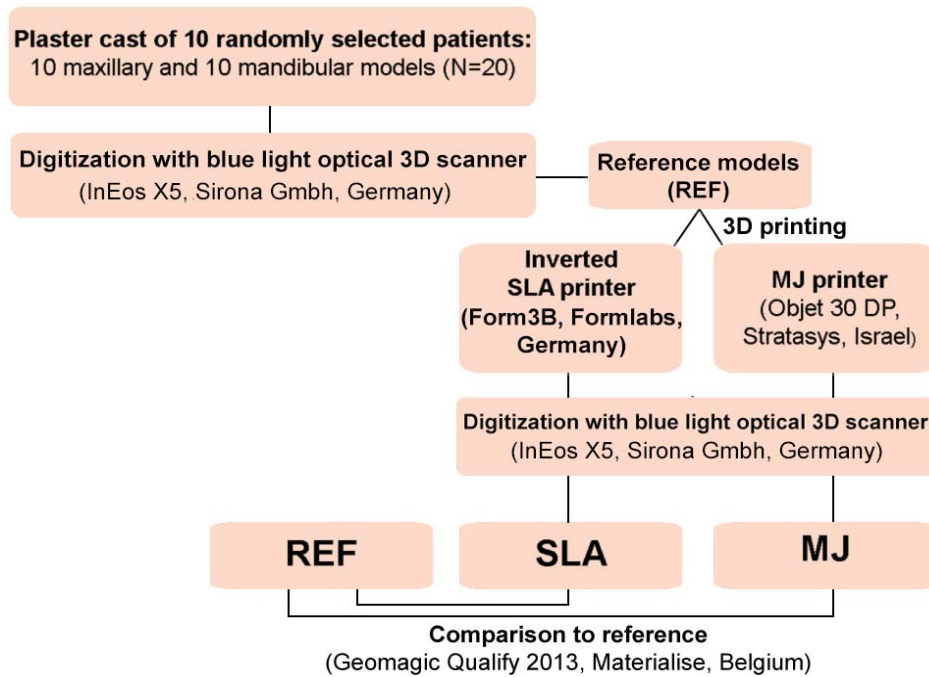 Plaster cast of 10 randomly selected patients:
10 maxillary and 10 mandibular models (N=20)
Digitization with blue light optical 3D scanner
(InEos X5, Sirona Gmbh, Germany)
Reference models
(REF)
3D printing
Inverted
SLA printer
(Form3B, Formlabs,
Germany)
MJ printer
(Objet 30 DP,
Stratasys, Israel)
Digitization with blue light optical 3D scanner
(InEos X5, Sirona Gmbh, Germany)
REF
SLA
MJ
Comparison to reference
(Geomagic Qualify 2013, Materialise, Belgium)